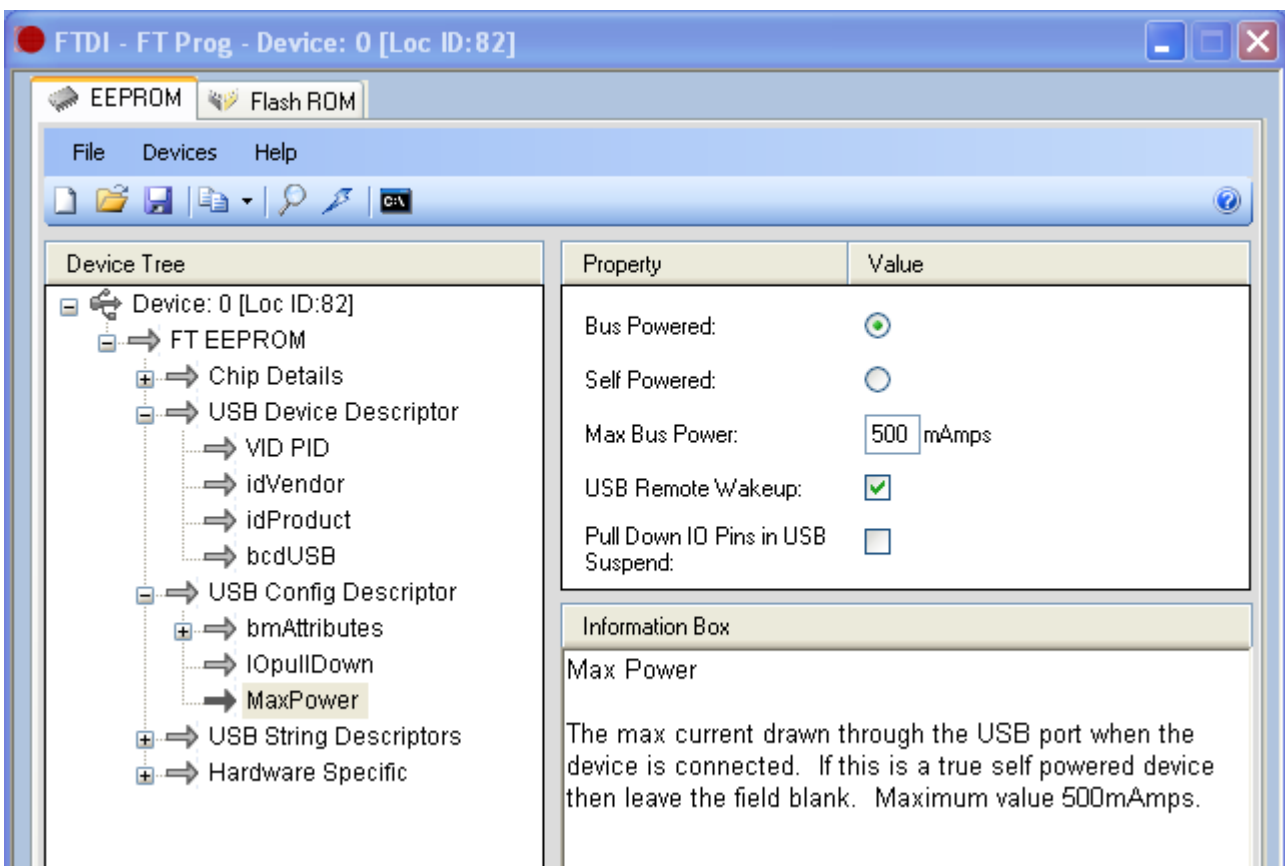 FTDI - FT Prog - Device: 0 [Loc ID:82]
EEPROM
Flash ROM
File Devices Help
C:\
Device Tree
Device: 0 [Loc ID:82]
FT EEPROM
Chip Details
USB Device Descriptor
VID PID
idVendor
idProduct
bcdUSB
USB Config Descriptor
bmAttributes
IOpullDown
MaxPower
USB String Descriptors
Hardware Specific
Property Value
Bus Powered:
Self Powered:
Max Bus Power: 500 mAmps
USB Remote Wakeup:
Pull Down IO Pins in USB
Suspend:
Information Box
Max Power
The max current drawn through the USB port when the
device is connected.  If this is a true self powered device
then leave the field blank.  Maximum value 500mAmps.